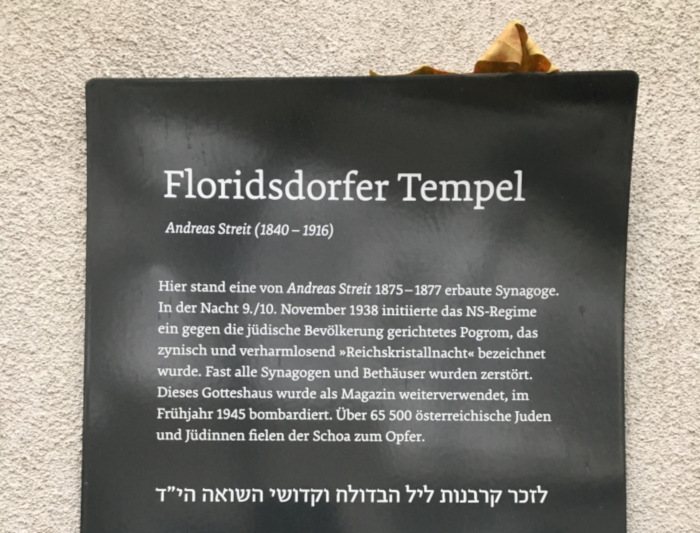 Floridsdorfer Tempel
Andreas Streit (1840 – 1916)
Hier stand eine von Andreas Streit 1875 – 1877 erbaute Synagoge.
In der Nacht 9./10. November 1938 initiierte das NS-Regime
ein gegen die jüdische Bevölkerung gerichtetes Pogrom, das
zynisch und verharmlosend »Reichskristallnacht« bezeichnet
wurde. Fast alle Synagogen und Bethäuser wurden zerstört.
Dieses Gotteshaus wurde als Magazin weiterverwendet, im
Frühjahr 1945 bombardiert. Über 65 500 österreichische Juden
und Jüdinnen fielen der Schoa zum Opfer.
לזכר קרבנות ליל הבדולח וקדושי השואה הי״ד